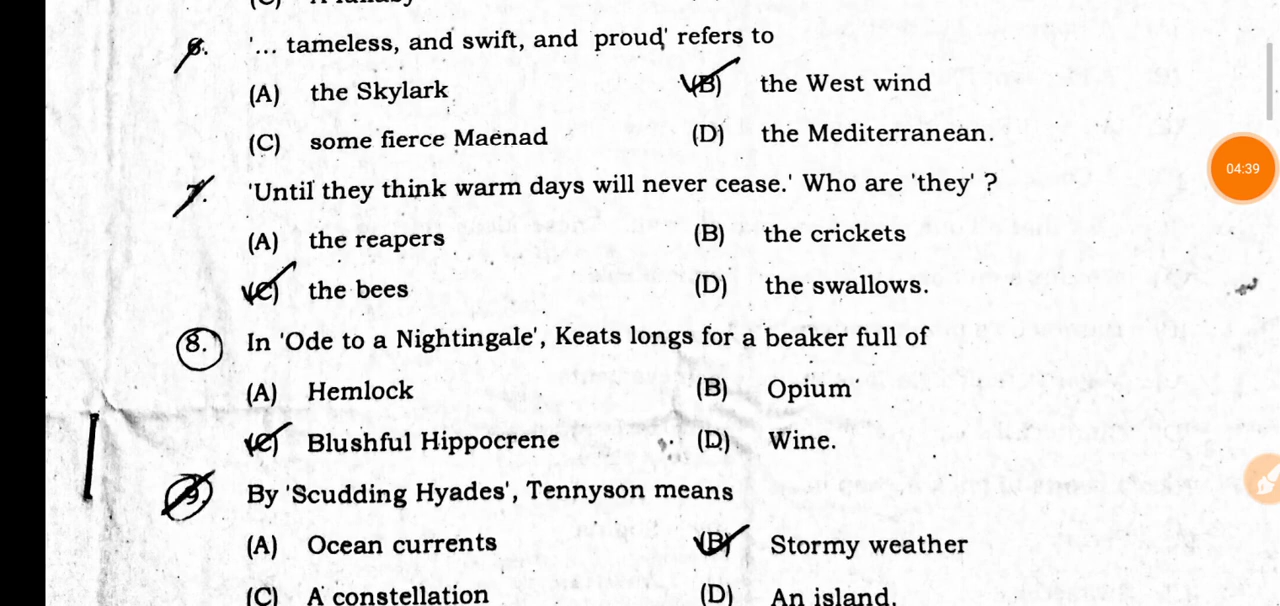 6. '... tameless, and swift, and proud' refers to
(A) the Skylark (B) the West wind
(C) some fierce Maenad (D) the Mediterranean.
7. 'Until they think warm days will never cease.' Who are 'they' ?
(A) the reapers (B) the crickets
(C) the bees (D) the swallows.
8. In 'Ode to a Nightingale', Keats longs for a beaker full of
(A) Hemlock (B) Opium
(C) Blushful Hippocrene (D) Wine.
By 'Scudding Hyades', Tennyson means
(A) Ocean currents (B) Stormy weather
(C) A constellation (D) An island.
04:39